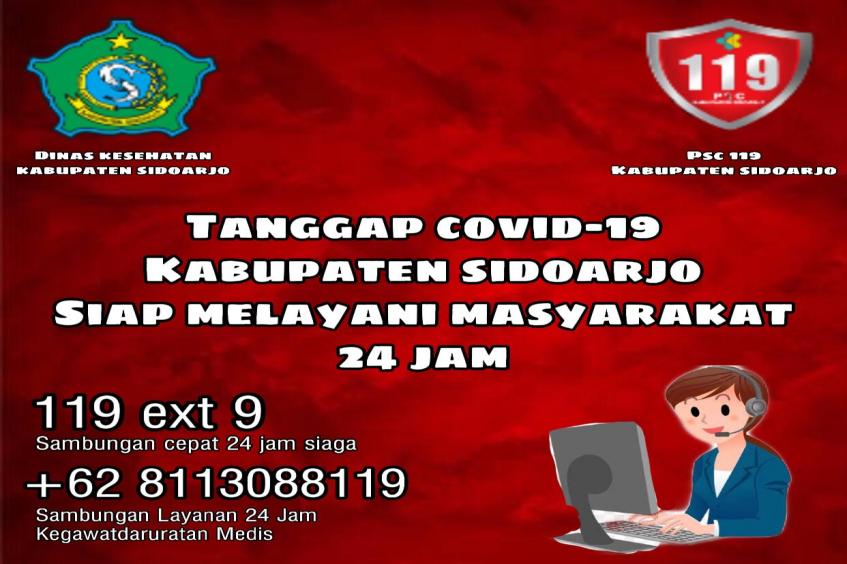 119
PSC
DINAS KESEHATAN
KABUPATEN SIDOARJO
PSC 119
KABUPATEN SIDOARJO
TANGGAP COVID-19
KABUPATEN SIDOARJO
SIAP MELAYANI MASYARAKAT
24 JAM
119 ext 9
Sambungan cepat 24 jam siaga
+62 8113088119
Sambungan Layanan 24 Jam
Kegawatdaruratan Medis